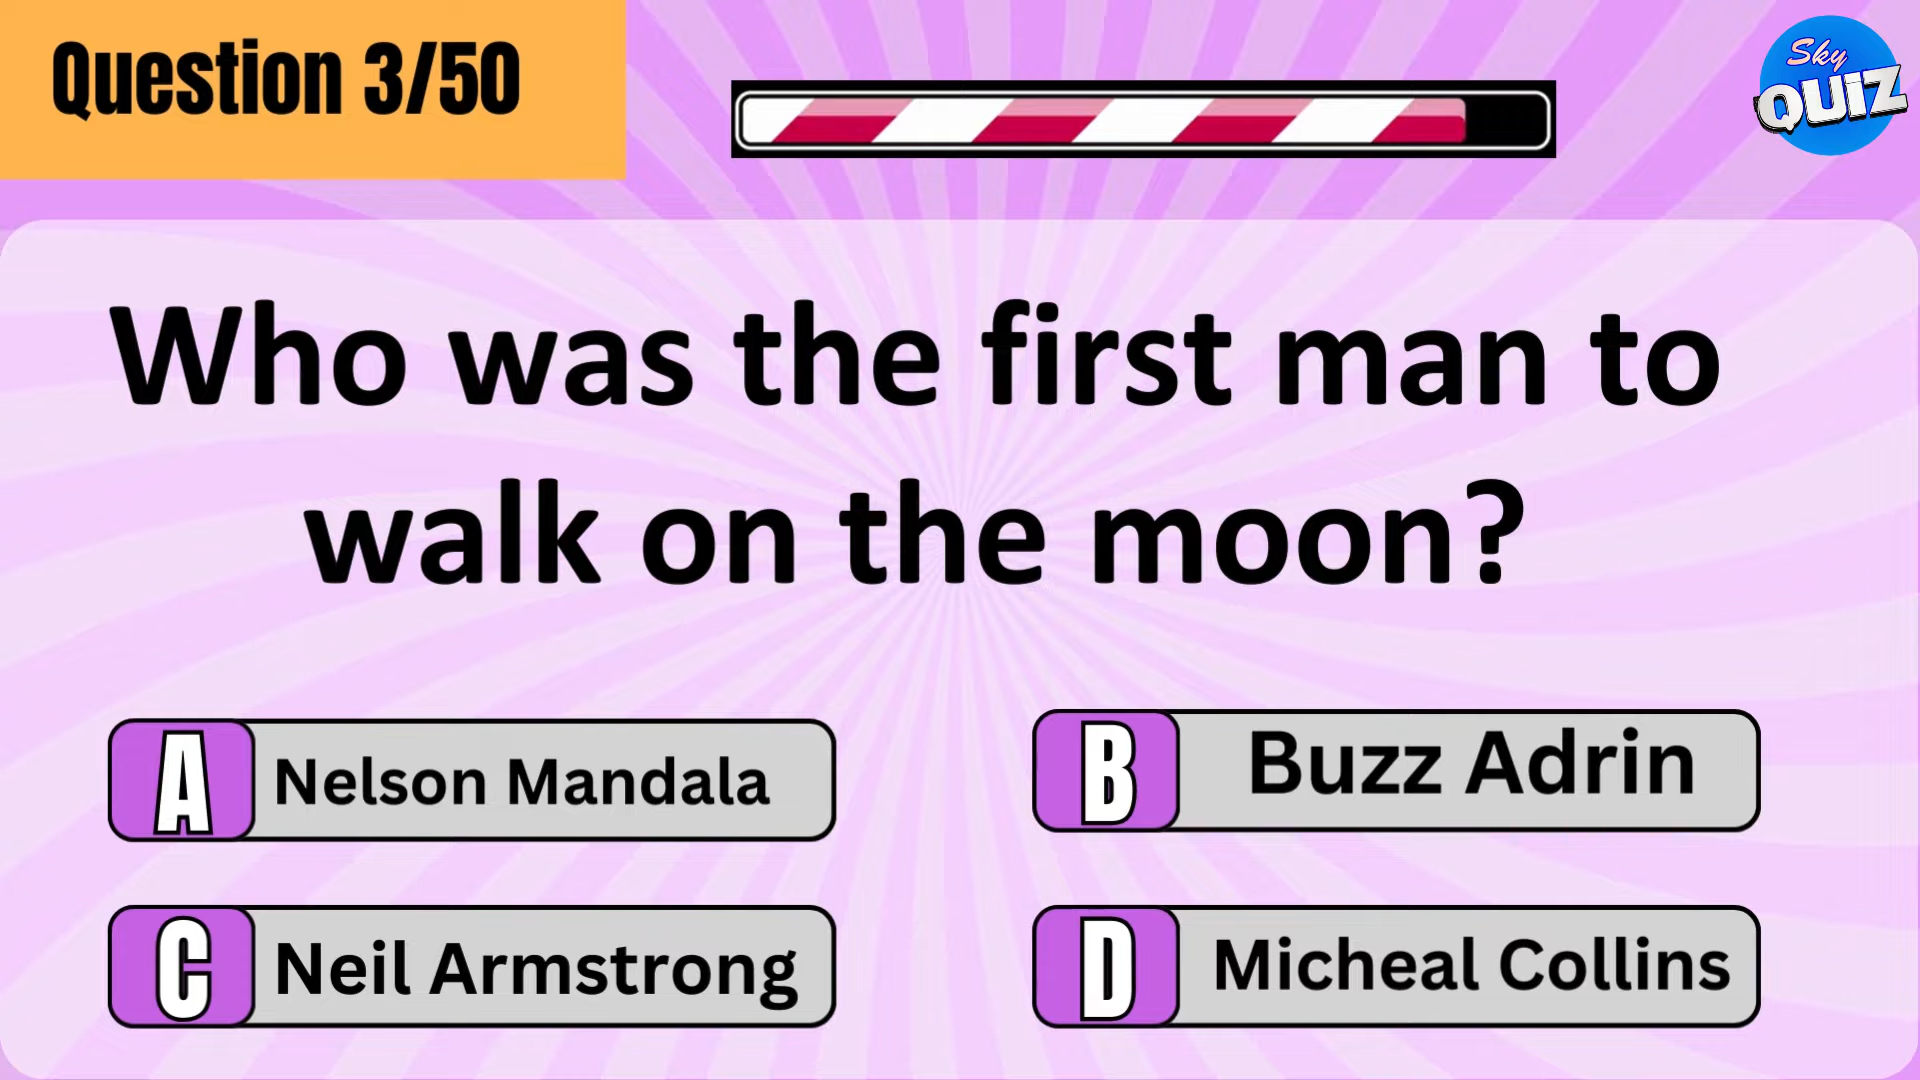 Question 3/50
Sky
QUIZ
Who was the first man to
walk on the moon?
A Nelson Mandala
B Buzz Adrin
C Neil Armstrong
D Micheal Collins